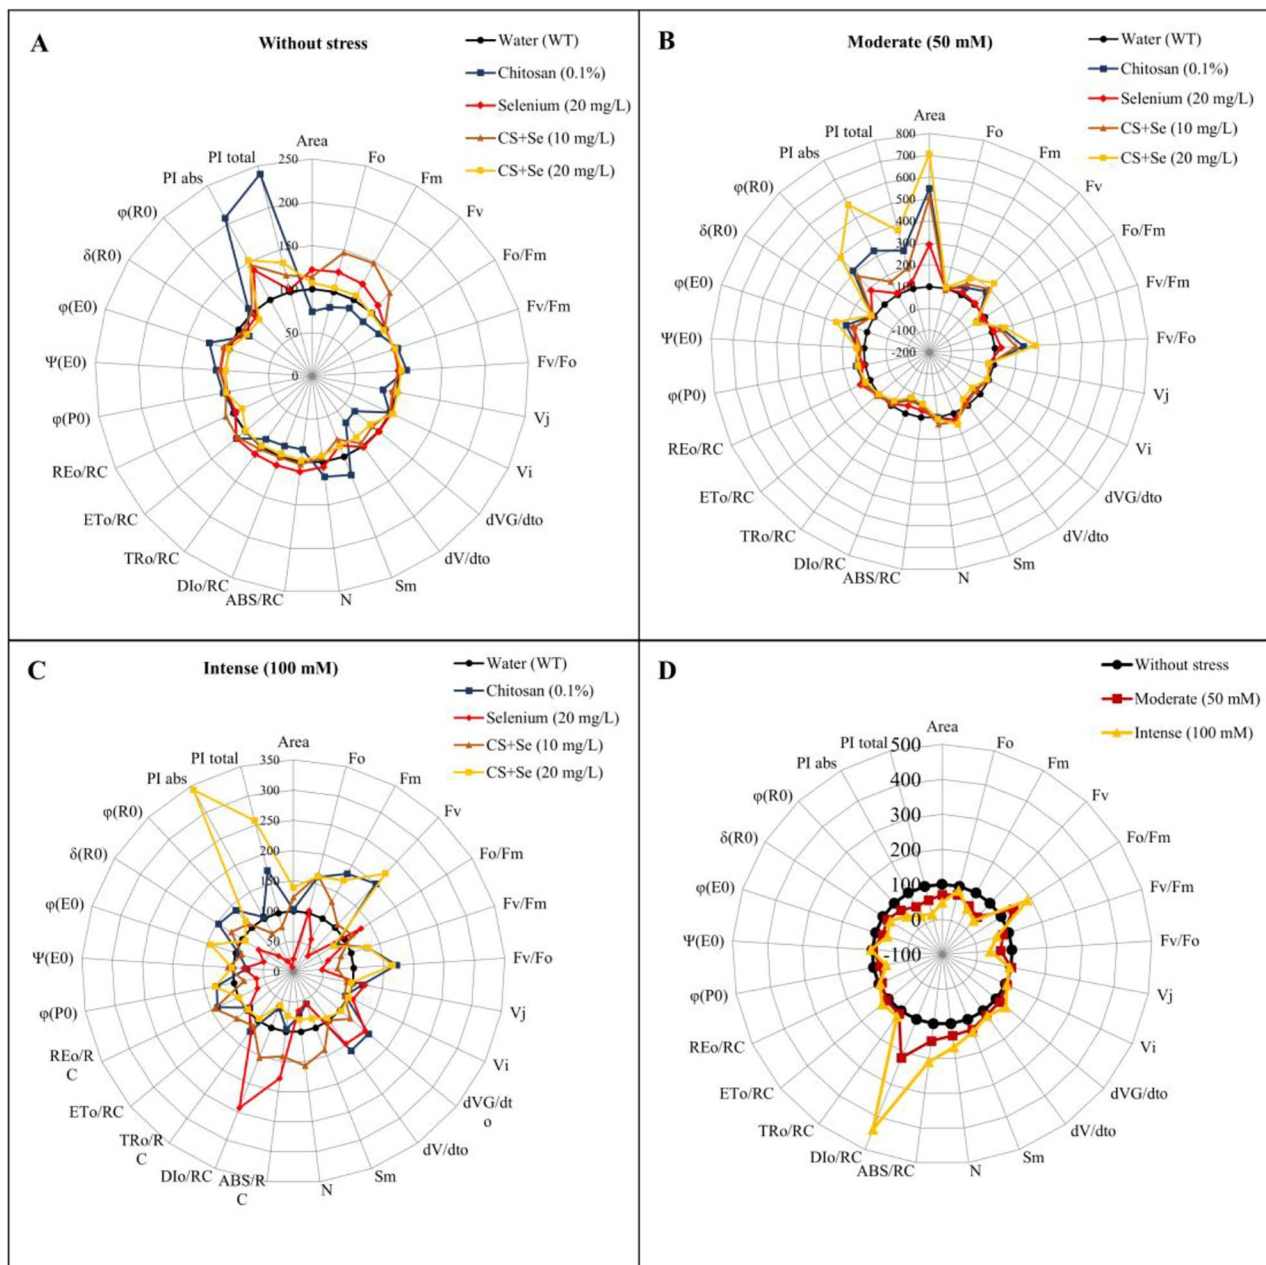 A
Without stress
Water (WT)
Chitosan (0.1%)
Selenium (20 mg/L)
CS+Se (10 mg/L)
CS+Se (20 mg/L)
Area
Fo
Fm
Fv
Fo/Fm
Fv/Fm
Fv/Fo
Vj
Vi
dVG/dto
dV/dto
Sm
N
ABS/RC
DIo/RC
TRo/RC
ETo/RC
REo/RC
φ(P0)
Ψ(E0)
φ(E0)
δ(R0)
φ(R0)
PI abs
PI total
250
200
150
100
50
0
B
Moderate (50 mM)
Water (WT)
Chitosan (0.1%)
Selenium (20 mg/L)
CS+Se (10 mg/L)
CS+Se (20 mg/L)
Area
Fo
Fm
Fv
Fo/Fm
Fv/Fm
Fv/Fo
Vj
Vi
dVG/dto
dV/dto
Sm
N
ABS/RC
DIo/RC
TRo/RC
ETo/RC
REo/RC
φ(P0)
Ψ(E0)
φ(E0)
δ(R0)
φ(R0)
PI abs
PI total
800
700
600
500
400
300
200
100
0
-100
-200
C
Intense (100 mM)
Water (WT)
Chitosan (0.1%)
Selenium (20 mg/L)
CS+Se (10 mg/L)
CS+Se (20 mg/L)
Area
Fo
Fm
Fv
Fo/Fm
Fv/Fm
Fv/Fo
Vj
Vi
dVG/dt
o
dV/dto
Sm
N
ABS/R
C
DIo/RC
TRo/R
C
ETo/RC
REo/R
C
φ(P0)
Ψ(E0)
φ(E0)
δ(R0)
φ(R0)
PI abs
PI total
350
300
250
200
150
100
50
0
D
Without stress
Moderate (50 mM)
Intense (100 mM)
Area
Fo
Fm
Fv
Fo/Fm
Fv/Fm
Fv/Fo
Vj
Vi
dVG/dto
dV/dto
Sm
N
ABS/RC
DIo/RC
TRo/RC
ETo/RC
REo/RC
φ(P0)
Ψ(E0)
φ(E0)
δ(R0)
φ(R0)
PI abs
PI total
500
400
300
200
100
0
-100